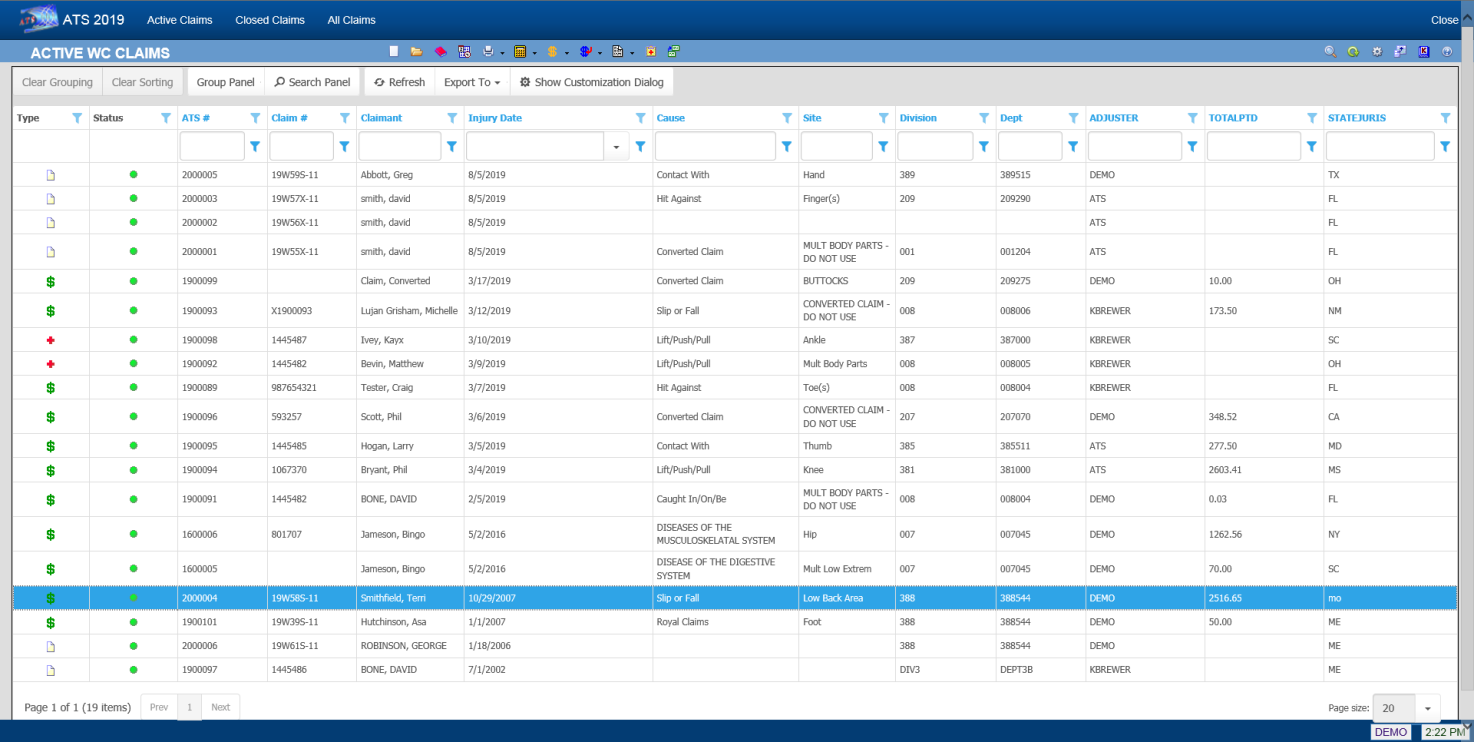 ATS 2019 Active Claims Closed Claims All Claims Close
ACTIVE WC CLAIMS
Clear Grouping Clear Sorting Group Panel Search Panel Refresh Export To Show Customization Dialog
Type Status ATS # Claim # Claimant Injury Date Cause Site Division Dept ADJUSTER TOTALPTD STATEJURIS
2000005 19W59S-11 Abbott, Greg 8/5/2019 Contact With Hand 389 389515 DEMO TX
2000003 19W57X-11 smith, david 8/5/2019 Hit Against Finger(s) 209 209290 ATS FL
2000002 19W56X-11 smith, david 8/5/2019 ATS FL
2000001 19W55X-11 smith, david 8/5/2019 Converted Claim MULT BODY PARTS - DO NOT USE 001 001204 ATS FL
1900099 Claim, Converted 3/17/2019 Converted Claim BUTTOCKS 209 209275 DEMO 10.00 OH
1900093 X1900093 Lujan Grisham, Michelle 3/12/2019 Slip or Fall CONVERTED CLAIM - DO NOT USE 008 008006 KBREWER 173.50 NM
1900098 1445487 Ivey, Kayx 3/10/2019 Lift/Push/Pull Ankle 387 387000 KBREWER SC
1900092 1445482 Bevin, Matthew 3/9/2019 Lift/Push/Pull Mult Body Parts 008 008005 KBREWER OH
1900089 987654321 Tester, Craig 3/7/2019 Hit Against Toe(s) 008 008004 KBREWER FL
1900096 593257 Scott, Phil 3/6/2019 Converted Claim CONVERTED CLAIM - DO NOT USE 207 207070 DEMO 348.52 CA
1900095 1445485 Hogan, Larry 3/5/2019 Contact With Thumb 385 385511 ATS 277.50 MD
1900094 1067370 Bryant, Phil 3/4/2019 Lift/Push/Pull Knee 381 381000 ATS 2603.41 MS
1900091 1445482 BONE, DAVID 2/5/2019 Caught In/On/Be MULT BODY PARTS - DO NOT USE 008 008004 DEMO 0.03 FL
1600006 801707 Jameson, Bingo 5/2/2016 DISEASES OF THE MUSCULOSKELATAL SYSTEM Hip 007 007045 DEMO 1262.56 NY
1600005 Jameson, Bingo 5/2/2016 DISEASE OF THE DIGESTIVE SYSTEM Mult Low Extrem 007 007045 DEMO 70.00 SC
2000004 19W58S-11 Smithfield, Terri 10/29/2007 Slip or Fall Low Back Area 388 388544 DEMO 2516.65 mo
1900101 19W39S-11 Hutchinson, Asa 1/1/2007 Royal Claims Foot 388 388544 DEMO 50.00 ME
2000006 19W61S-11 ROBINSON, GEORGE 1/18/2006 388 388544 DEMO ME
1900097 1445486 BONE, DAVID 7/1/2002 DIV3 DEPT3B KBREWER ME
Page 1 of 1 (19 items) Prev 1 Next Page size: 20
DEMO 2:22 PM